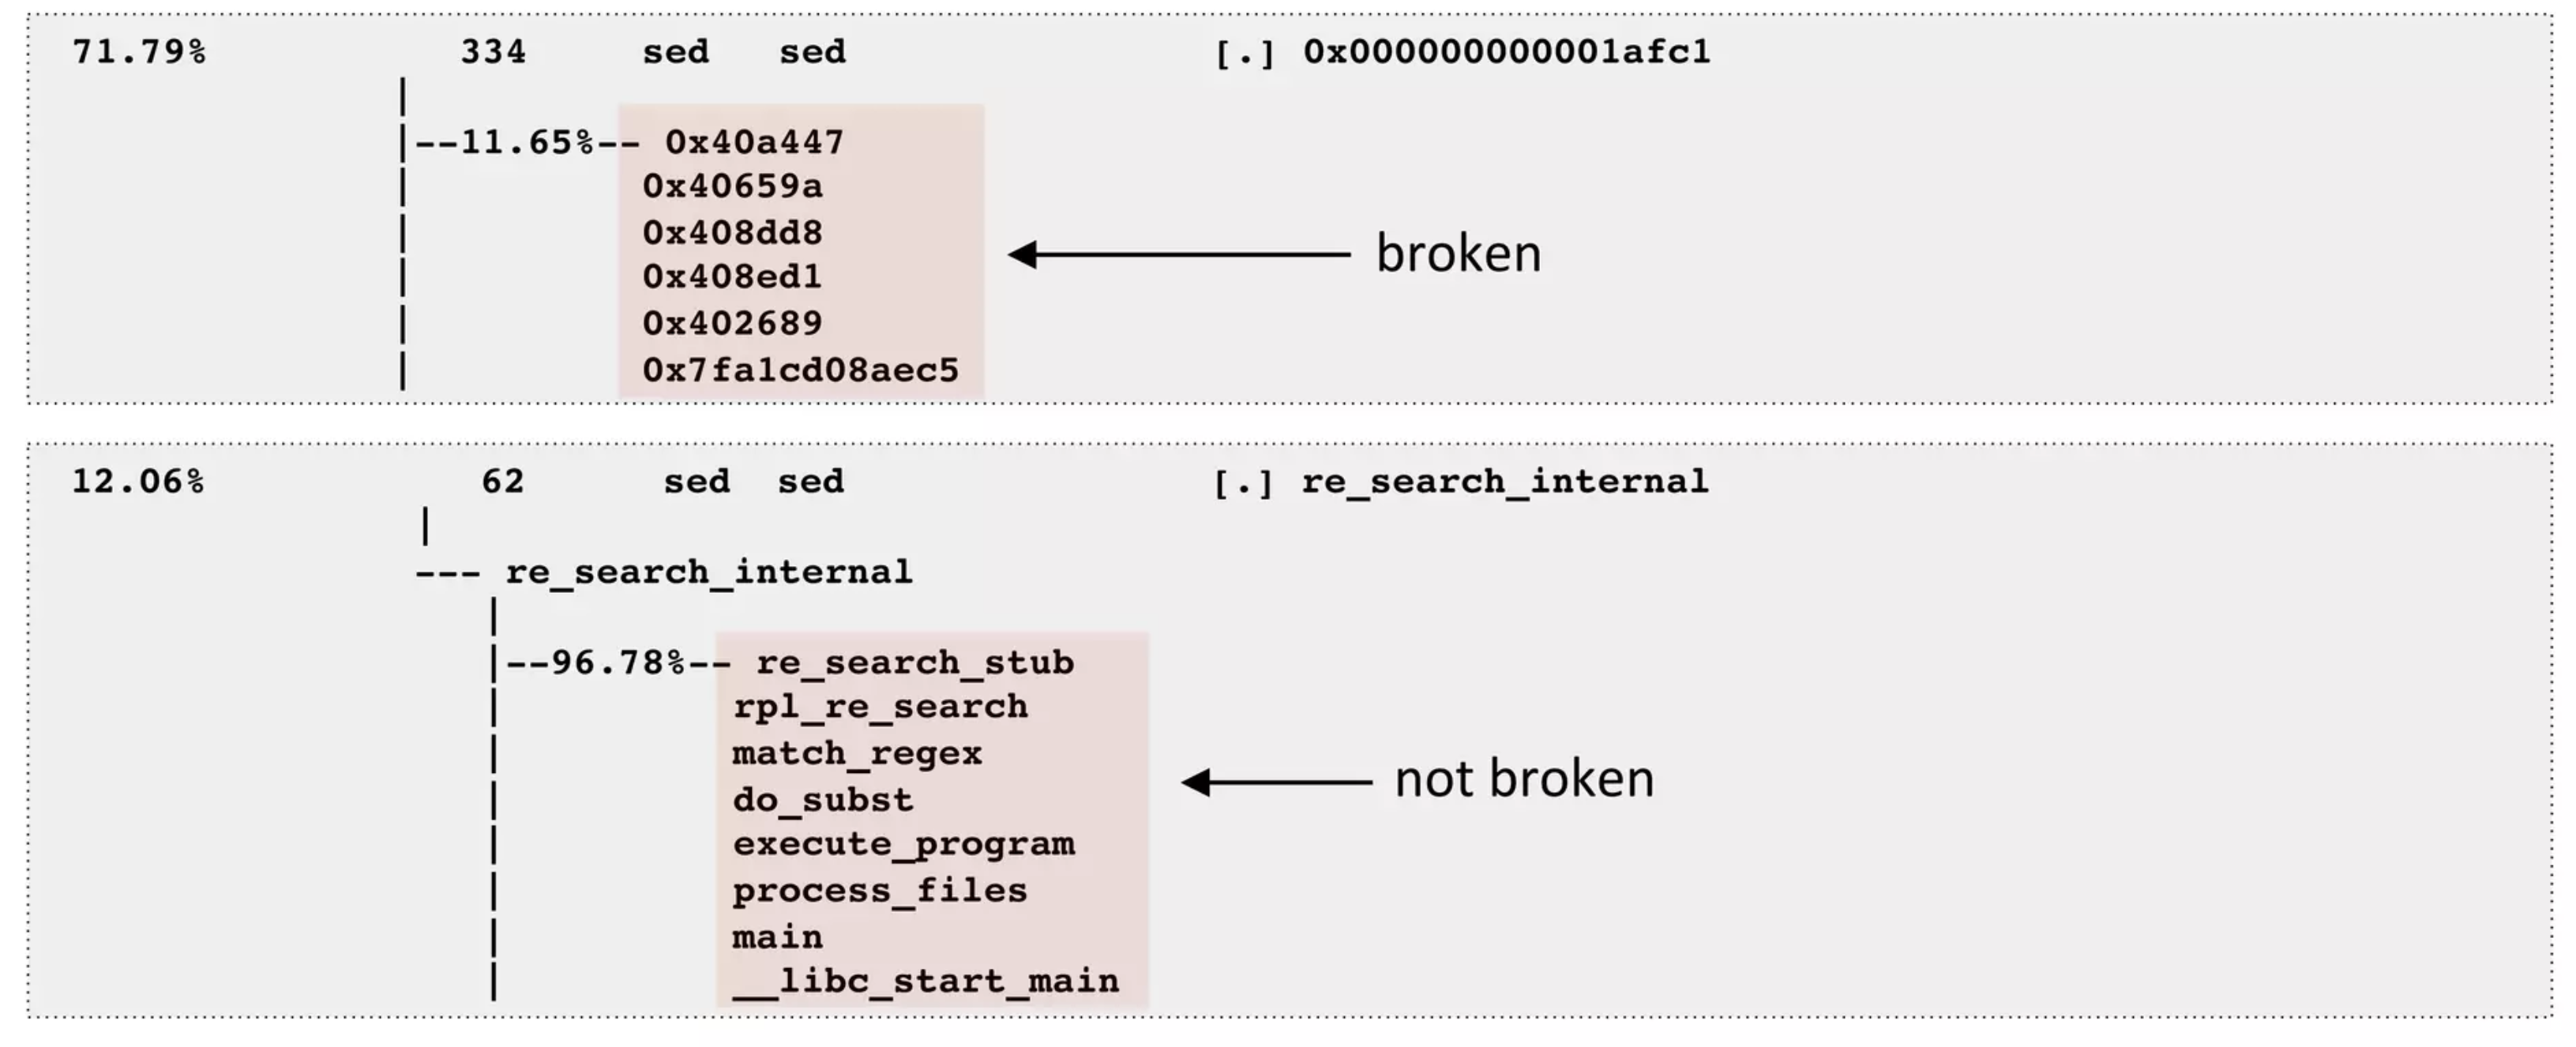 71.79% 334 sed sed [.] 0x000000000001afc1
|
|--11.65%-- 0x40a447
| 0x40659a
| 0x408dd8
| 0x408ed1
| 0x402689
| 0x7fa1cd08aec5
broken
12.06% 62 sed sed [.] re_search_internal
|
--- re_search_internal
|
|--96.78%-- re_search_stub
| rpl_re_search
| match_regex
| do_subst
| execute_program
| process_files
| main
| __libc_start_main
not broken